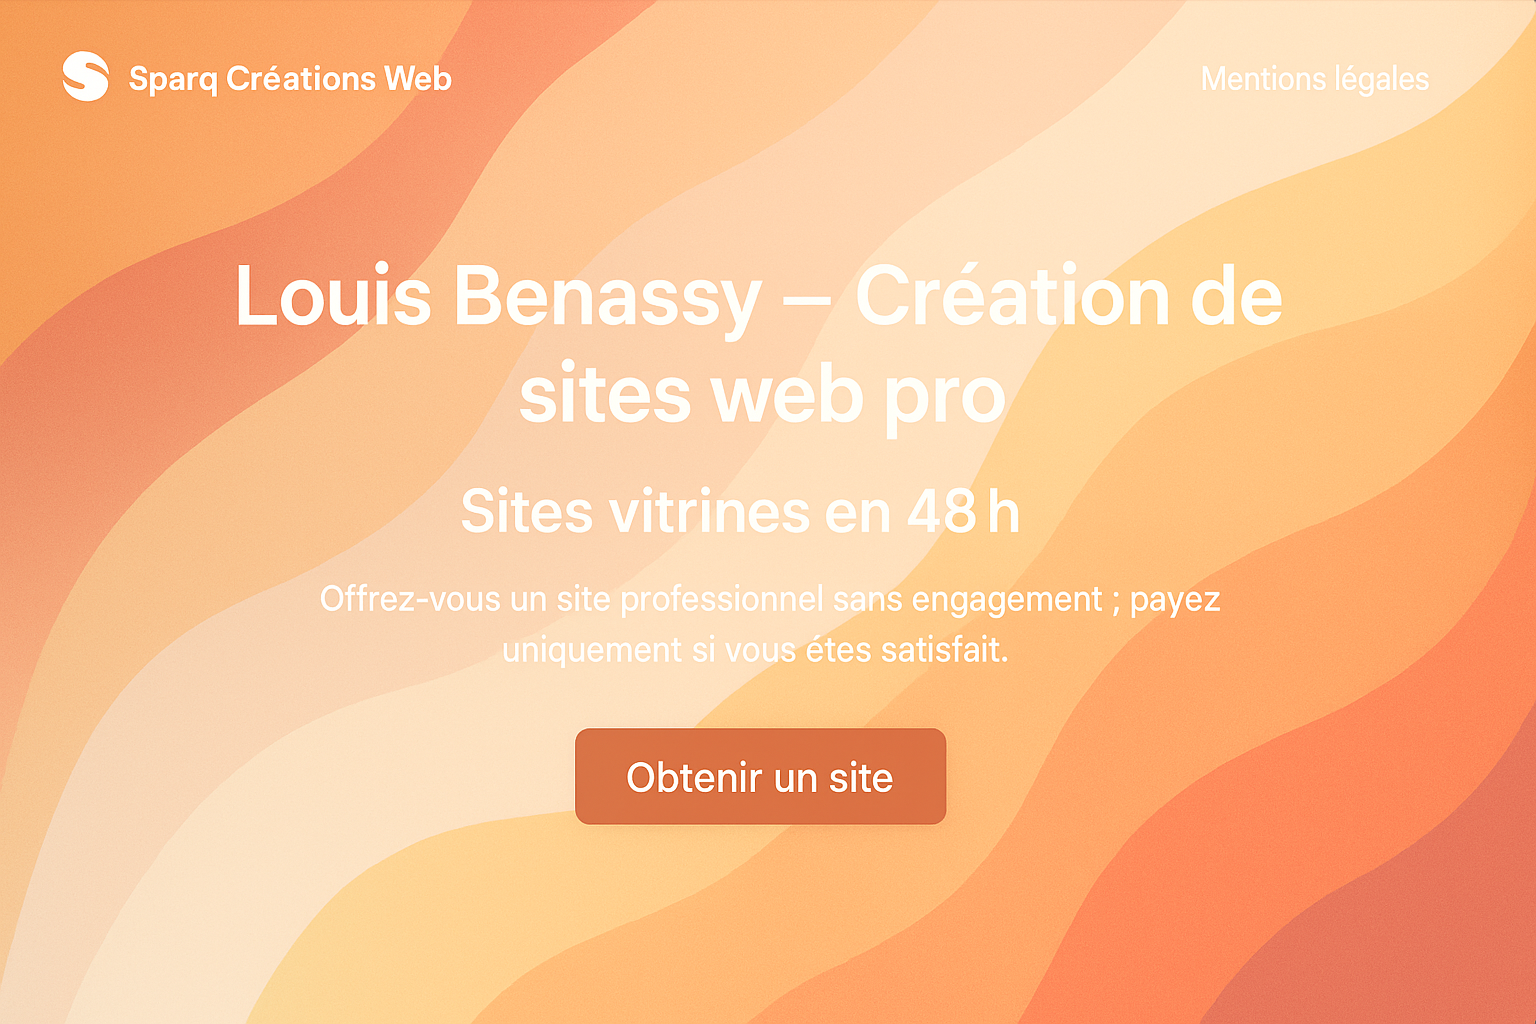 Sparq Créations Web
Mentions légales
Louis Benassy – Création de
sites web pro
Sites vitrines en 48 h
Offrez-vous un site professionnel sans engagement ; payez
uniquement si vous étes satisfait.
Obtenir un site